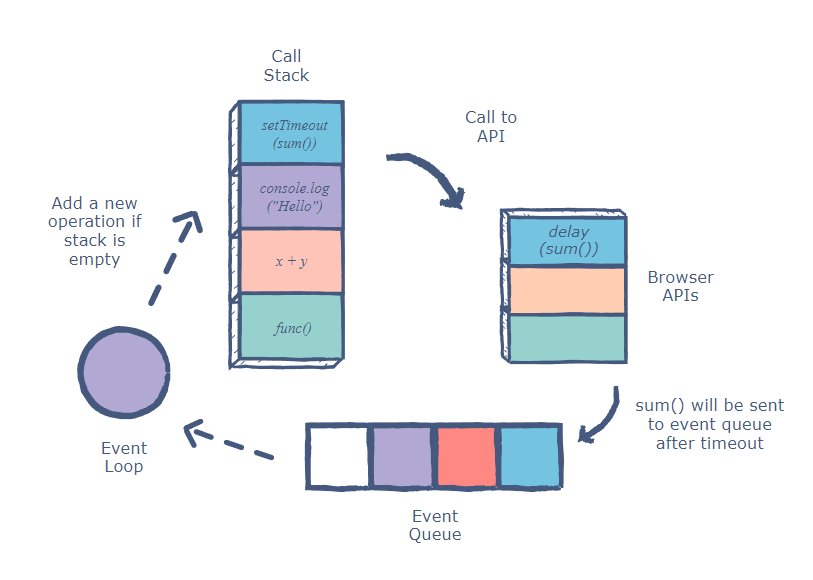 Call
Stack
setTimeout
(sum())
console.log
("Hello")
x + y
func()
Call to
API
delay
(sum())
Browser
APIs
Add a new
operation if
stack is
empty
Event
Loop
sum() will be sent
to event queue
after timeout
Event
Queue